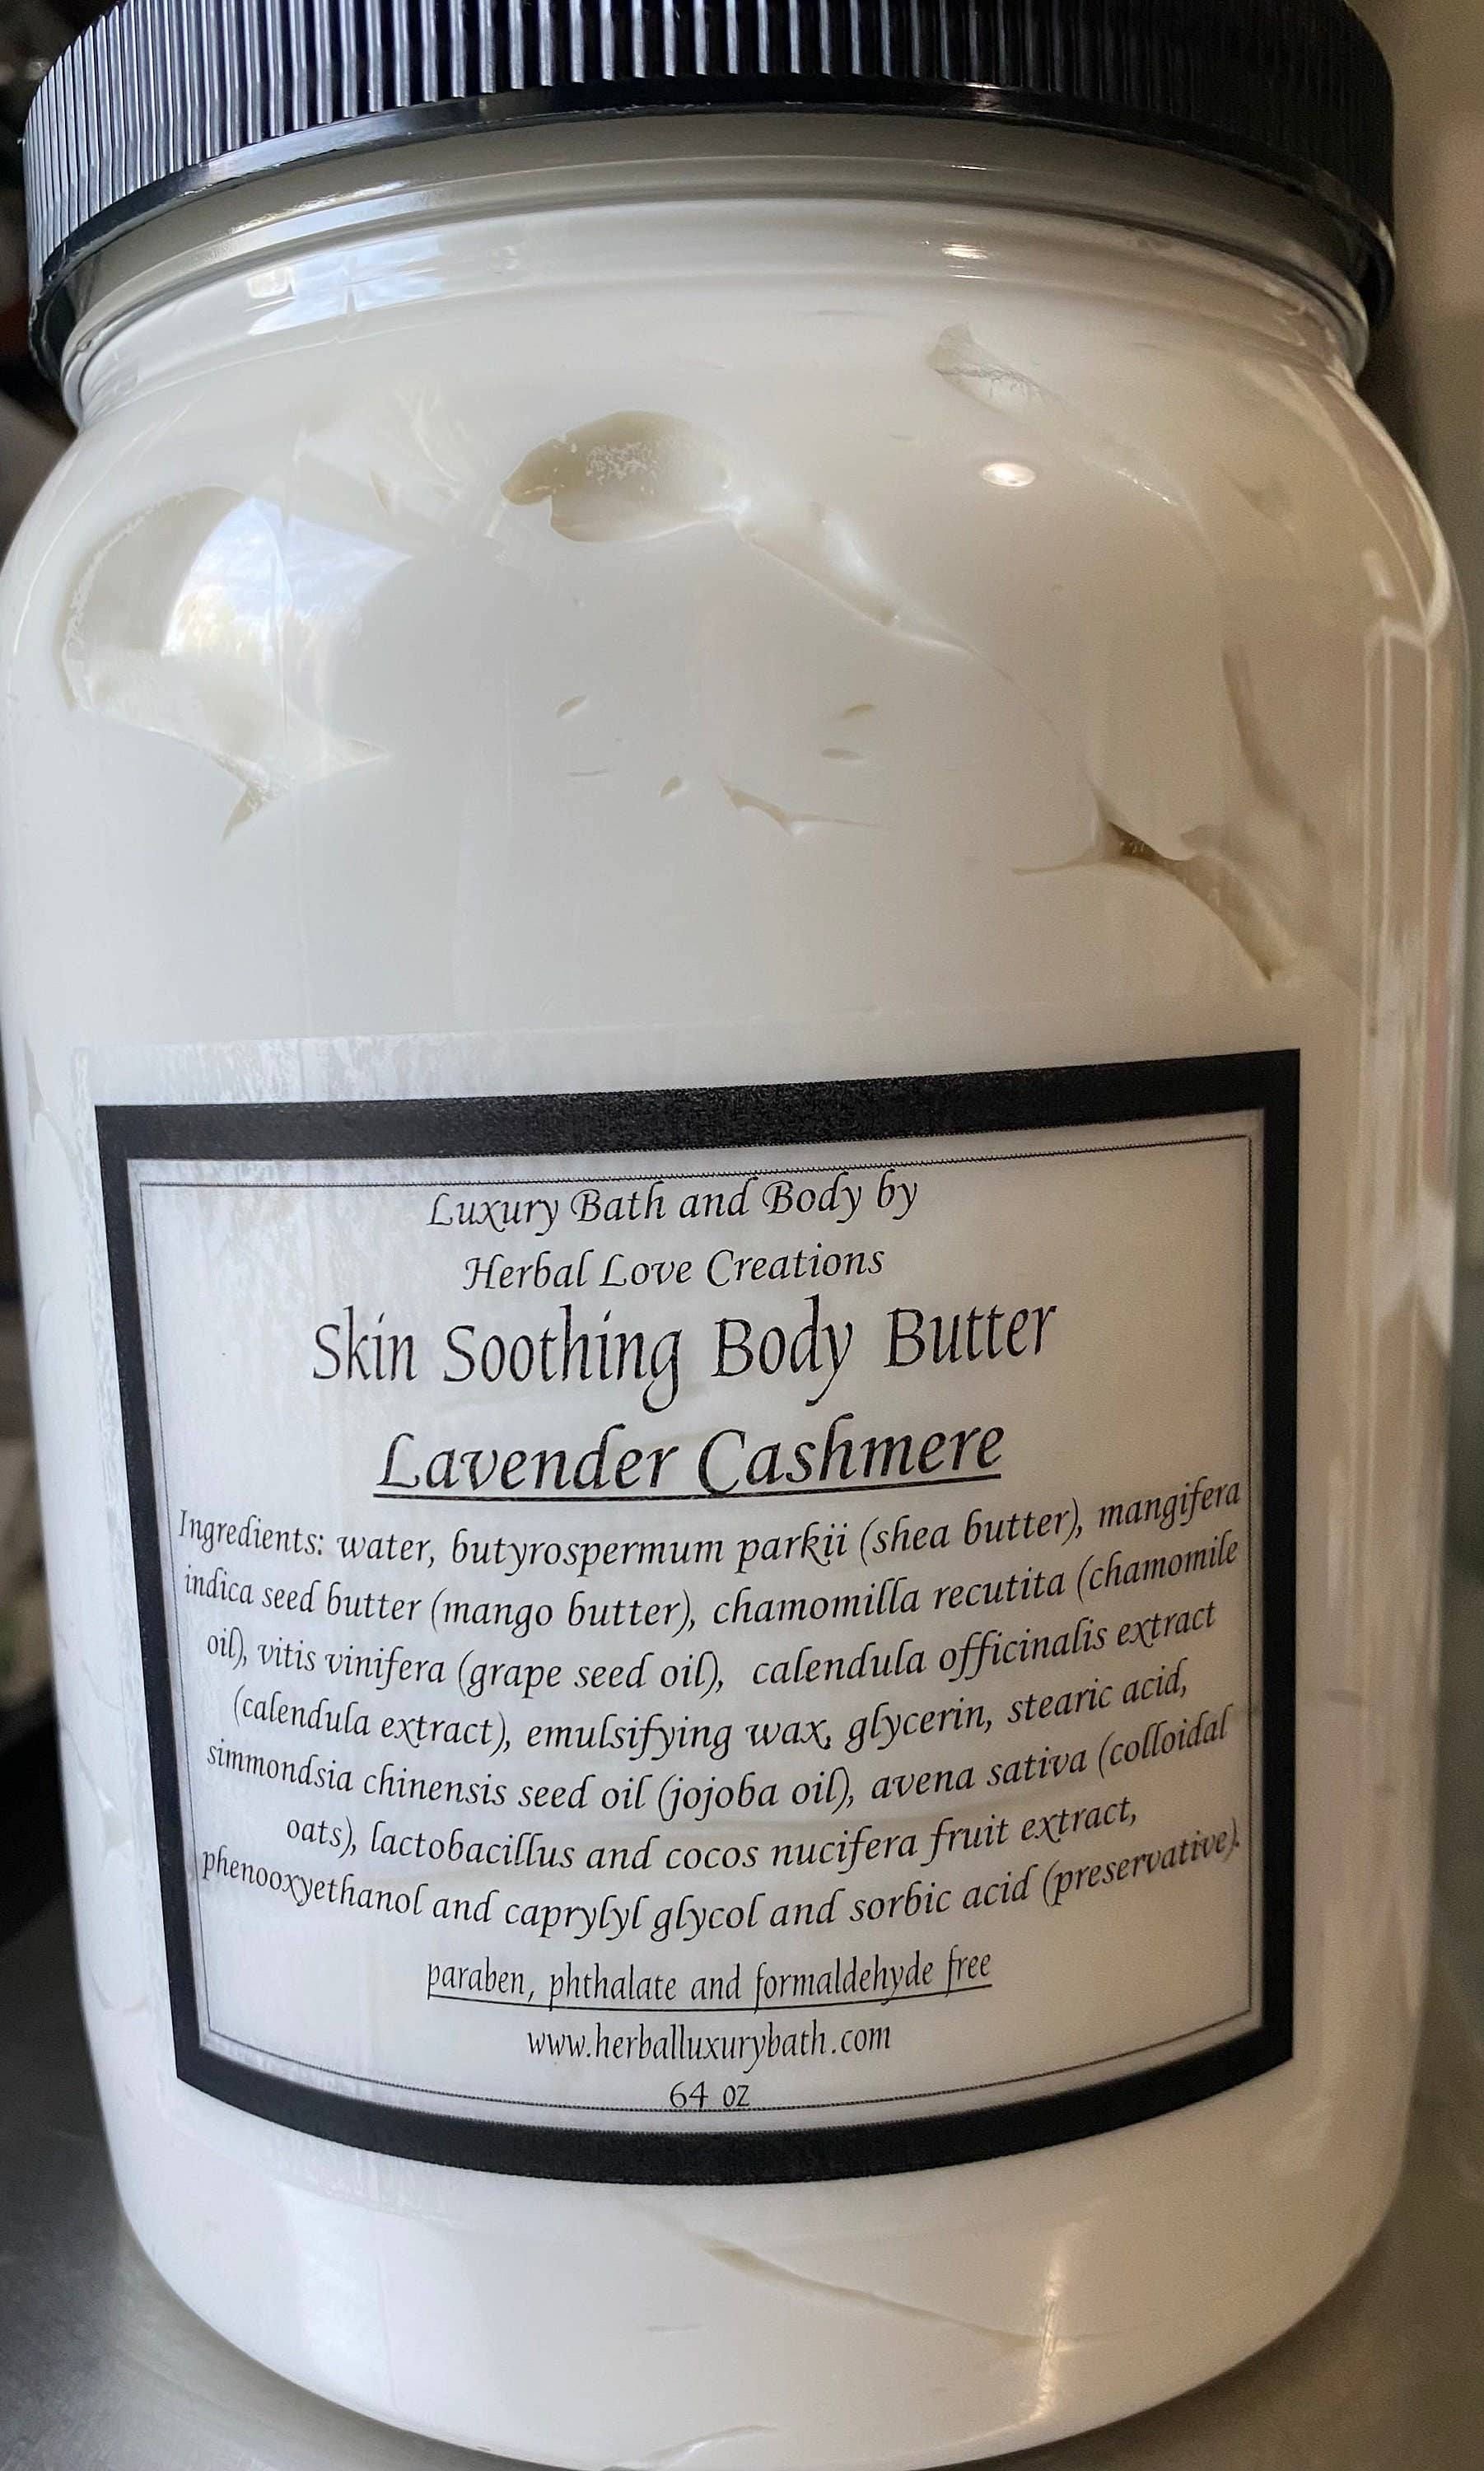 Luxury Bath and Body by
Herbal Love Creations
Skin Soothing Body Butter
Lavender Cashmere
Ingredients: water, butyrospermum parkii (shea butter), mangifera
indica seed butter (mango butter), chamomilla recutita (chamomile
oil), vitis vinifera (grape seed oil), calendula officinalis extract
(calendula extract), emulsifying wax, glycerin, stearic acid,
simmondsia chinensis seed oil (jojoba oil), avena sativa (colloidal
oats), lactobacillus and cocos nucifera fruit extract,
phenooxyethanol and caprylyl glycol and sorbic acid (preservative).
paraben, phthalate and formaldehyde free
www.herballuxurybath.com
64 oz